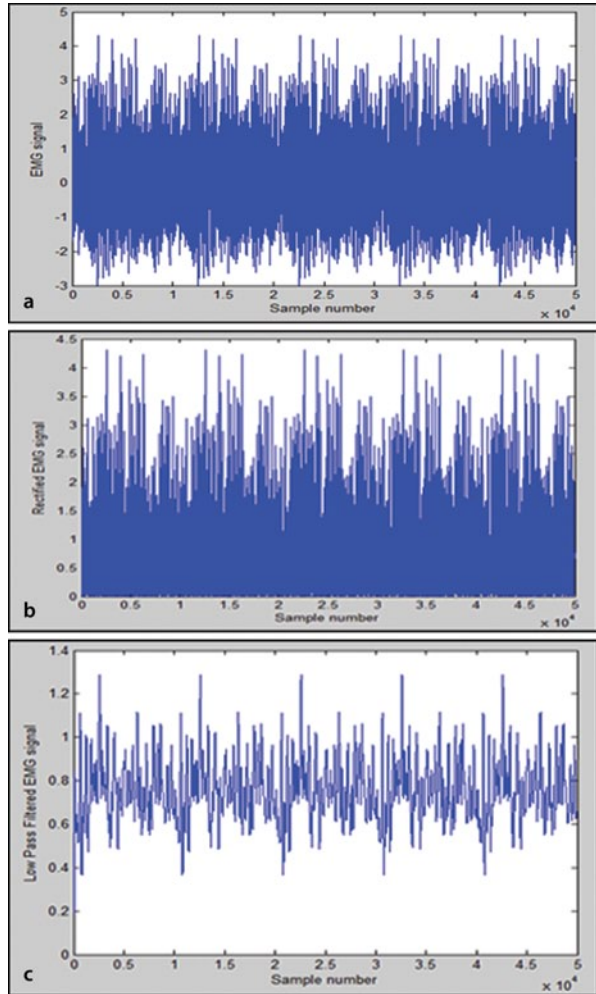 5
4
3
2
1
0
-1
-2
-3
EMG signal
0 0.5 1 1.5 2 2.5 3 3.5 4 4.5 5
Sample number
× 10⁴
a
4.5
4
3.5
3
2.5
2
1.5
1
0.5
0
Rectified EMG signal
0 0.5 1 1.5 2 2.5 3 3.5 4 4.5 5
Sample number
× 10⁴
b
1.4
1.2
1
0.8
0.6
0.4
0.2
0
Low Pass Filtered EMG signal
0 0.5 1 1.5 2 2.5 3 3.5 4 4.5 5
Sample number
× 10⁴
c